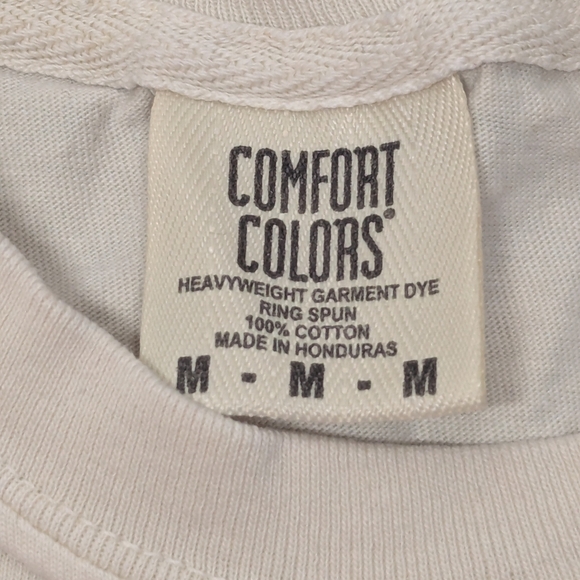 COMFORT
COLORS®
HEAVYWEIGHT GARMENT DYE
RING SPUN
100% COTTON
MADE IN HONDURAS
M - M - M